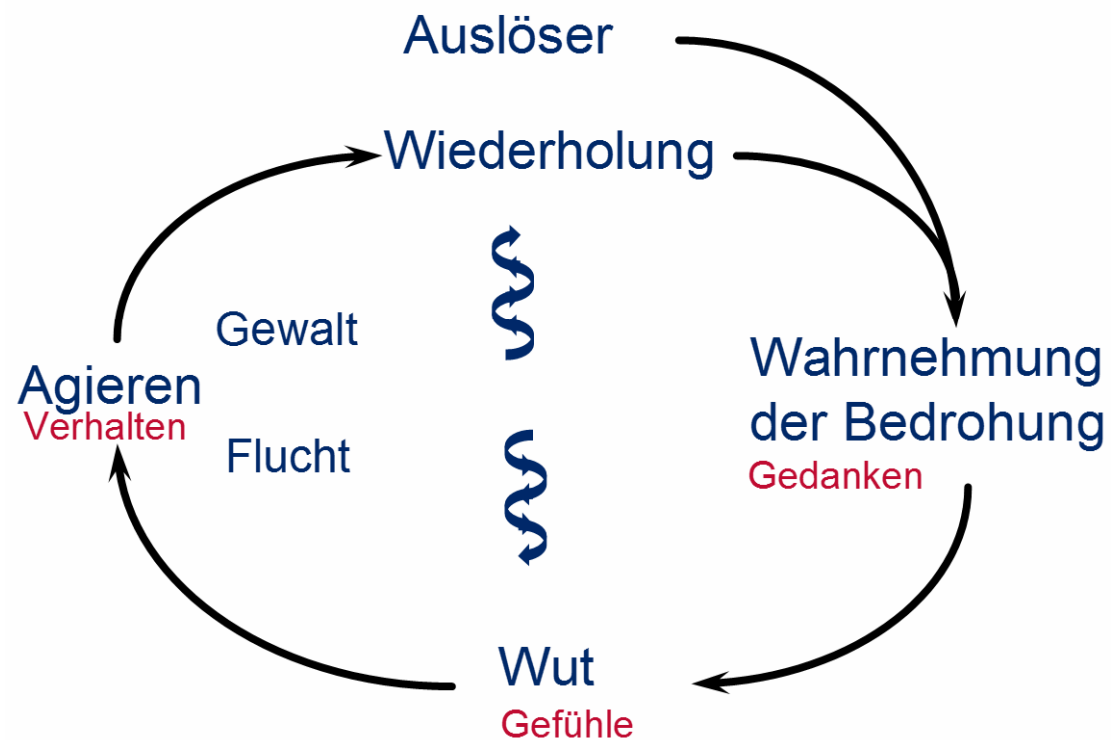 Auslöser
Wiederholung
Gewalt
Agieren
Verhalten
Flucht
Wahrnehmung
der Bedrohung
Gedanken
Wut
Gefühle